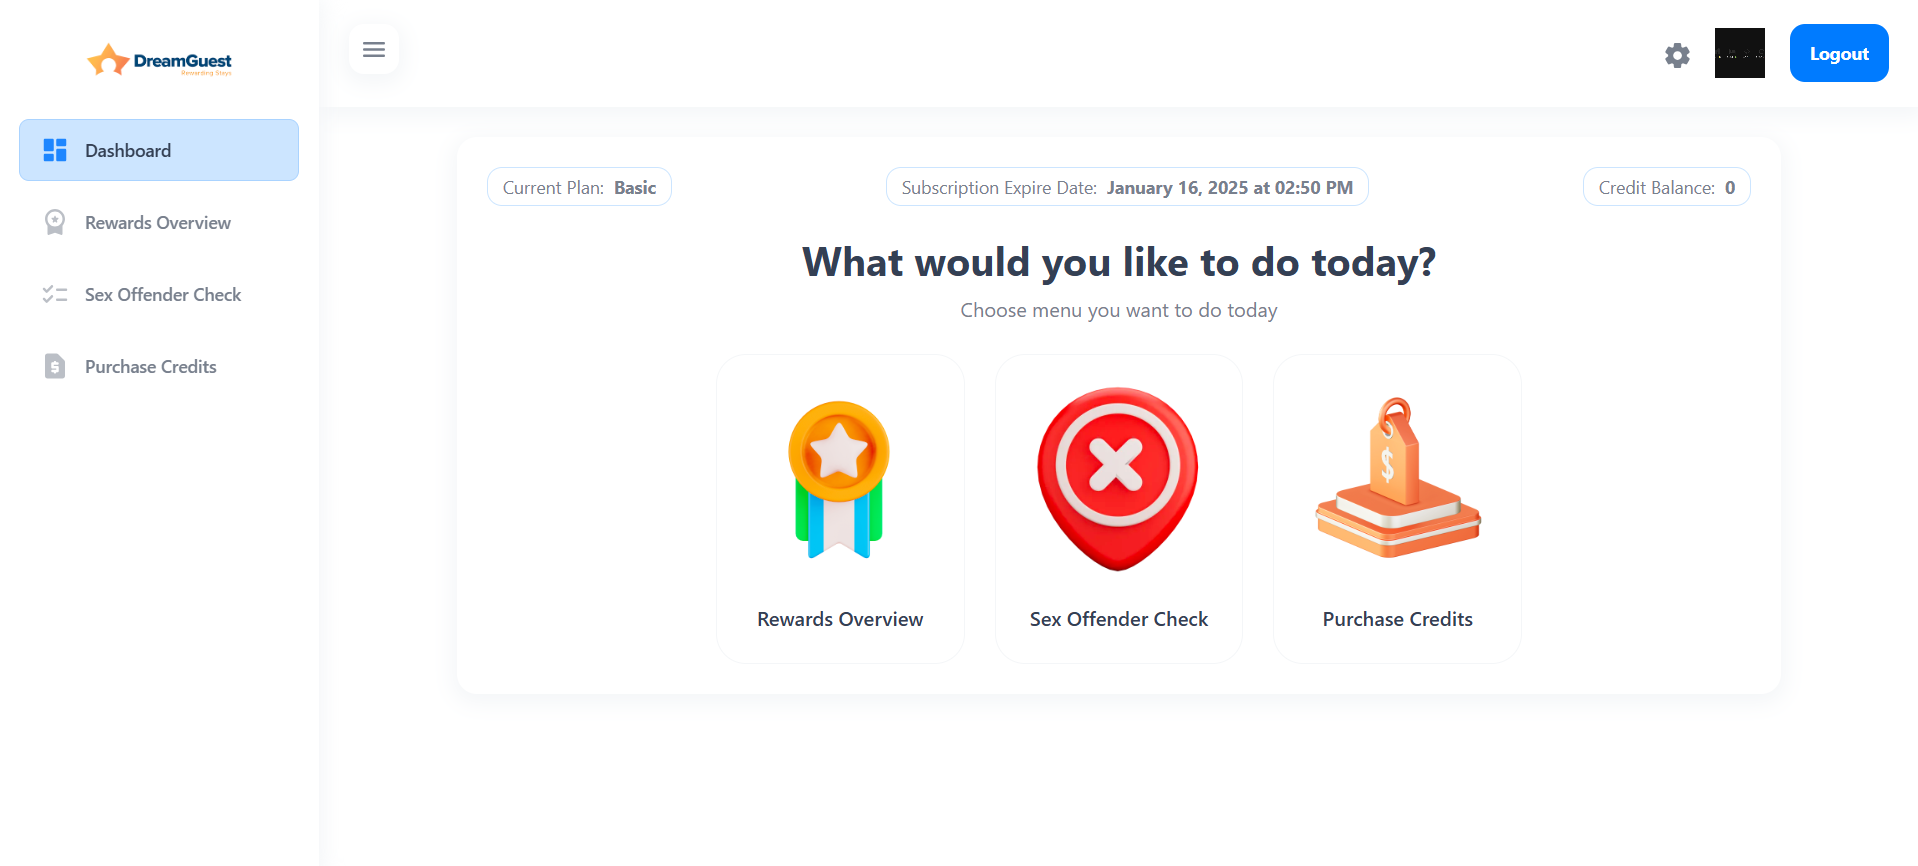 DreamGuest
Rewarding Stays
Logout
Dashboard
Rewards Overview
Sex Offender Check
Purchase Credits
Current Plan: Basic
Subscription Expire Date: January 16, 2025 at 02:50 PM
Credit Balance: 0
What would you like to do today?
Choose menu you want to do today
$
Rewards Overview
Sex Offender Check
Purchase Credits